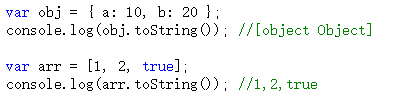 var obj = { a: 10, b: 20 };
console.log(obj.toString()); //[object Object]
var arr = [1, 2, true];
console.log(arr.toString()); //1,2,true